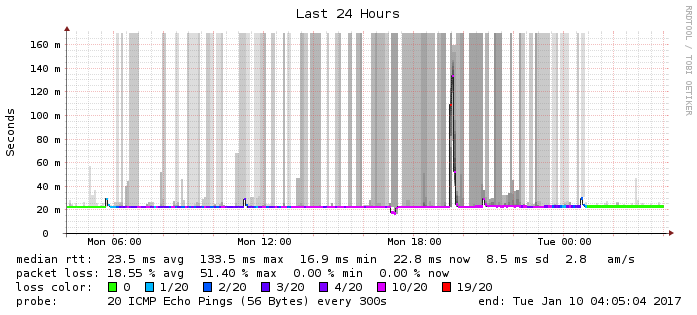 Last 24 Hours
RRDTOOL / TOBI OETIKER
Seconds
160 m
140 m
120 m
100 m
80 m
60 m
40 m
20 m
0
Mon 06:00 Mon 12:00 Mon 18:00 Tue 00:00
median rtt: 23.5 ms avg 133.5 ms max 16.9 ms min 22.8 ms now 8.5 ms sd 2.8 am/s
packet loss: 18.55 % avg 51.40 % max 0.00 % min 0.00 % now
loss color: 0 1/20 2/20 3/20 4/20 10/20 19/20
probe: 20 ICMP Echo Pings (56 Bytes) every 300s end: Tue Jan 10 04:05:04 2017